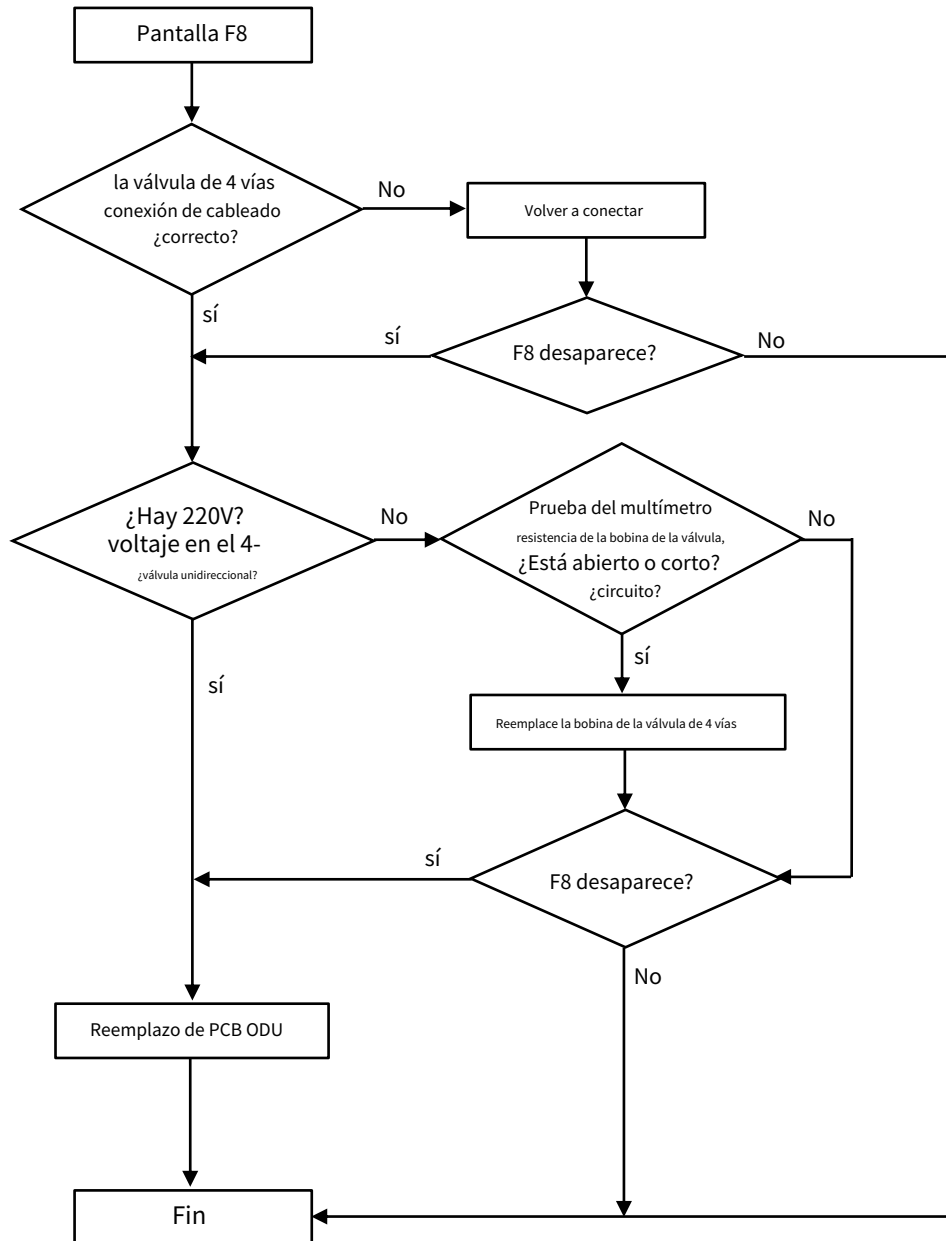 Pantalla F8
la válvula de 4 vías
conexión de cableado
¿correcto?
No
Volver a conectar
sí
sí
F8 desaparece?
No
¿Hay 220V?
voltaje en el 4-
¿válvula unidireccional?
No
Prueba del multímetro
resistencia de la bobina de la válvula,
¿Está abierto o corto?
¿circuito?
No
sí
sí
Reemplace la bobina de la válvula de 4 vías
sí
F8 desaparece?
No
Reemplazo de PCB ODU
Fin